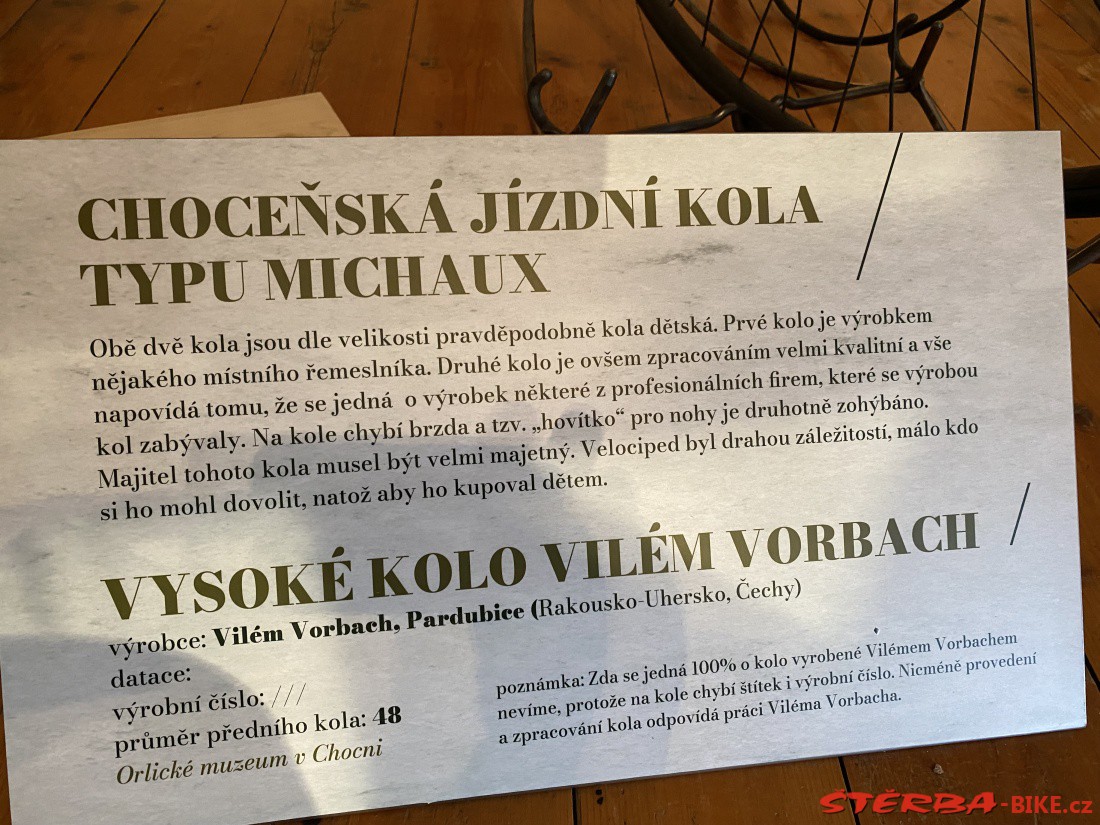 CHOCEŇSKÁ JÍZDNÍ KOLA
TYPU MICHAUX
Obě dvě kola jsou dle velikosti pravděpodobně kola dětská. Prvé kolo je výrobkem
nějakého místního řemeslníka. Druhé kolo je ovšem zpracováním velmi kvalitní a vše
napovídá tomu, že se jedná o výrobek některé z profesionálních firem, které se výrobou
kol zabývaly. Na kole chybí brzda a tzv. „hovítko“ pro nohy je druhotně zohýbáno.
Majitel tohoto kola musel být velmi majetný. Velociped byl drahou záležitostí, málo kdo
si ho mohl dovolit, natož aby ho kupoval dětem.
VYSOKÉ KOLO VILÉM VORBACH
výrobce: Vilém Vorbach, Pardubice (Rakousko-Uhersko, Čechy)
datace:
výrobní číslo: ///
průměr předního kola: 48
Orlické muzeum v Chocni
poznámka: Zda se jedná 100% o kolo vyrobené Vilémem Vorbachem
nevíme, protože na kole chybí štítek i výrobní číslo. Nicméně provedení
a zpracování kola odpovídá práci Viléma Vorbacha.
ŠTĚRBA-BIKE.cz